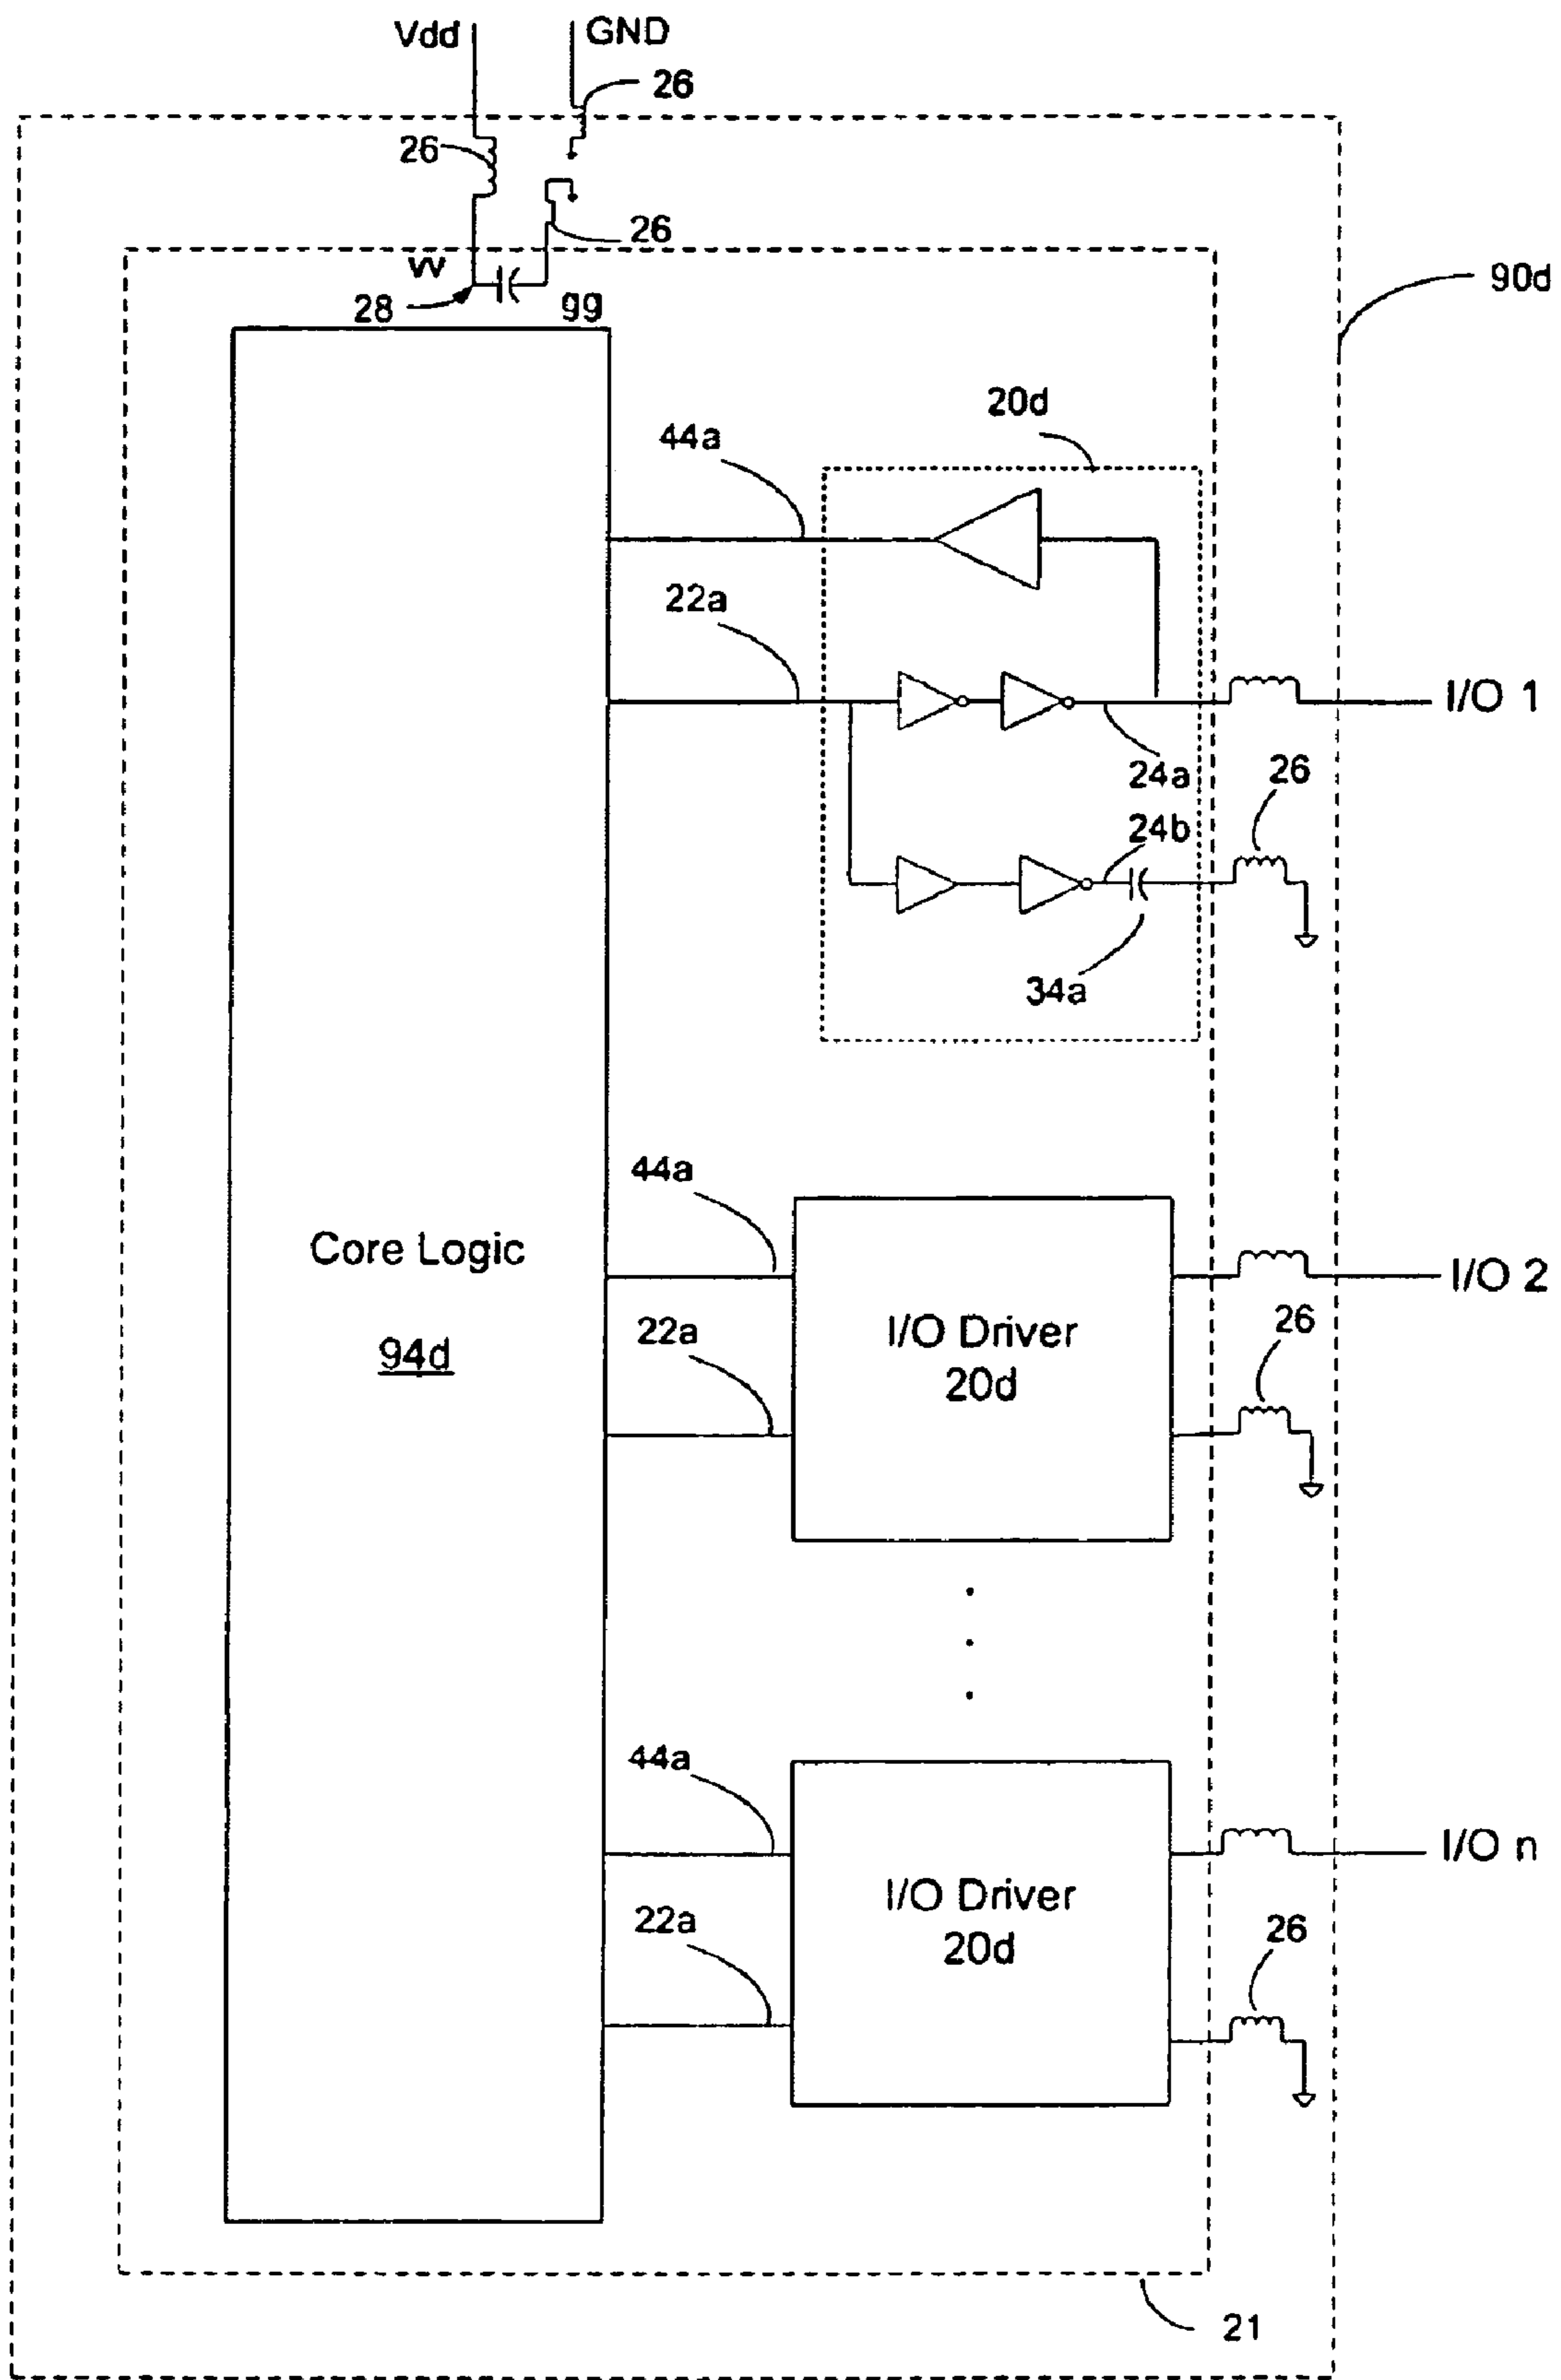 Vdd
GND
26
26
26
VV
28
99
90d
20d
44a
22a
I/O 1
24a
26
24b
34a
44a
I/O 2
Core Logic
94d
22a
I/O Driver
20d
26
44a
I/O n
I/O Driver
20d
22a
26
21